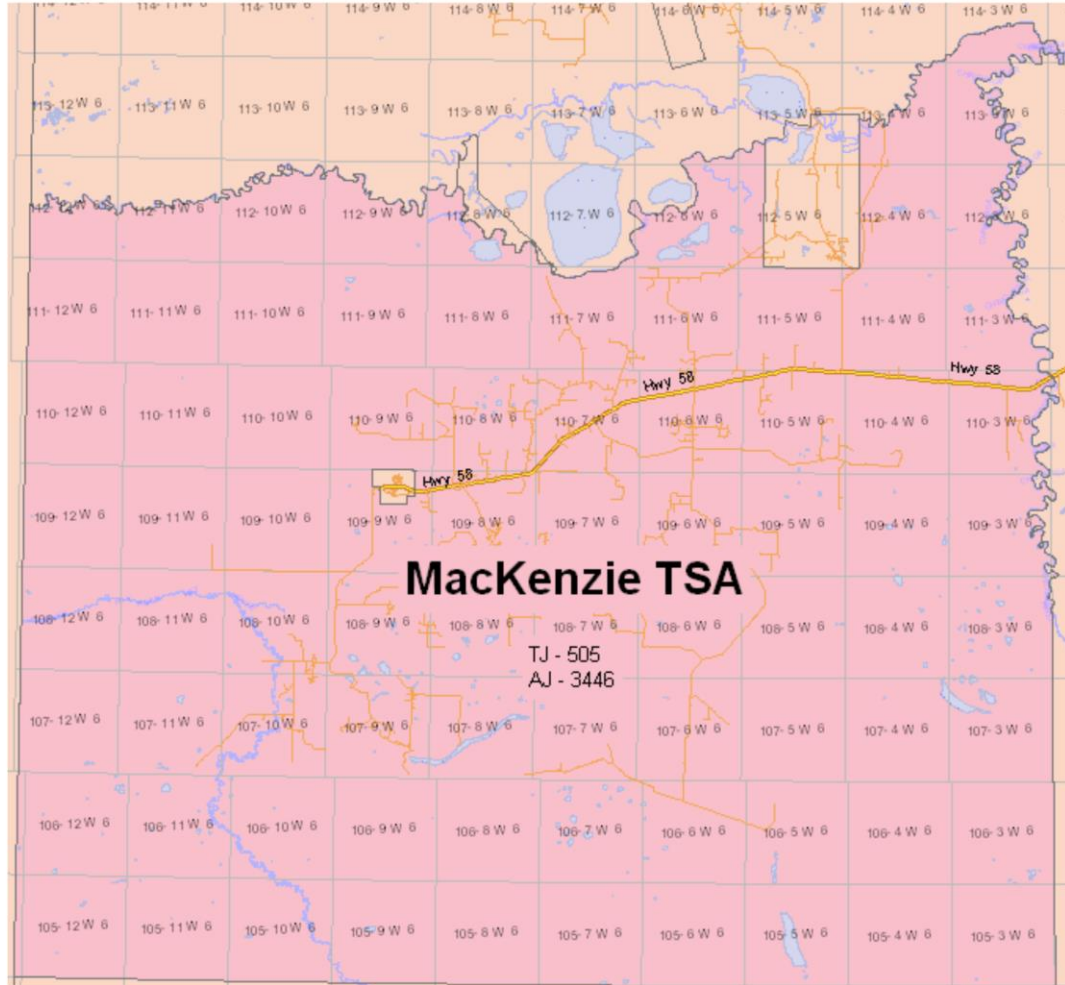 114-12 W 6 114-11 W 6 114-10 W 6 114-9 W 6 114-8 W 6 114-7 W 6 114-6 W 6 114-5 W 6 114-4 W 6 114-3 W 6
113-12 W 6 113-11 W 6 113-10 W 6 113-9 W 6 113-8 W 6 113-7 W 6 113-6 W 6 113-5 W 6
112-11 W 6 112-10 W 6 112-9 W 6 112-8 W 6 112-7 W 6 112-6 W 6 112-5 W 6 112-4 W 6
111-12 W 6 111-11 W 6 111-10 W 6 111-9 W 6 111-8 W 6 111-7 W 6 111-6 W 6 111-5 W 6 111-4 W 6 111-3 W 6
Hwy 58 Hwy 58
110-12 W 6 110-11 W 6 110-10 W 6 110-9 W 6 110-8 W 6 110-7 W 6 110-6 W 6 110-5 W 6 110-4 W 6 110-3 W 6
Hwy 58
109-12 W 6 109-11 W 6 109-10 W 6 109-9 W 6 109-8 W 6 109-7 W 6 109-6 W 6 109-5 W 6 109-4 W 6 109-3 W 6
MacKenzie TSA
108-12 W 6 108-11 W 6 108-10 W 6 108-9 W 6 108-8 W 6 108-7 W 6 108-6 W 6 108-5 W 6 108-4 W 6 108-3 W 6
TJ - 505
AJ - 3446
107-12 W 6 107-11 W 6 107-10 W 6 107-9 W 6 107-8 W 6 107-7 W 6 107-6 W 6 107-5 W 6 107-4 W 6 107-3 W 6
106-12 W 6 106-11 W 6 106-10 W 6 106-9 W 6 106-8 W 6 106-7 W 6 106-6 W 6 106-5 W 6 106-4 W 6 106-3 W 6
105-12 W 6 105-11 W 6 105-10 W 6 105-9 W 6 105-8 W 6 105-7 W 6 105-6 W 6 105-5 W 6 105-4 W 6 105-3 W 6